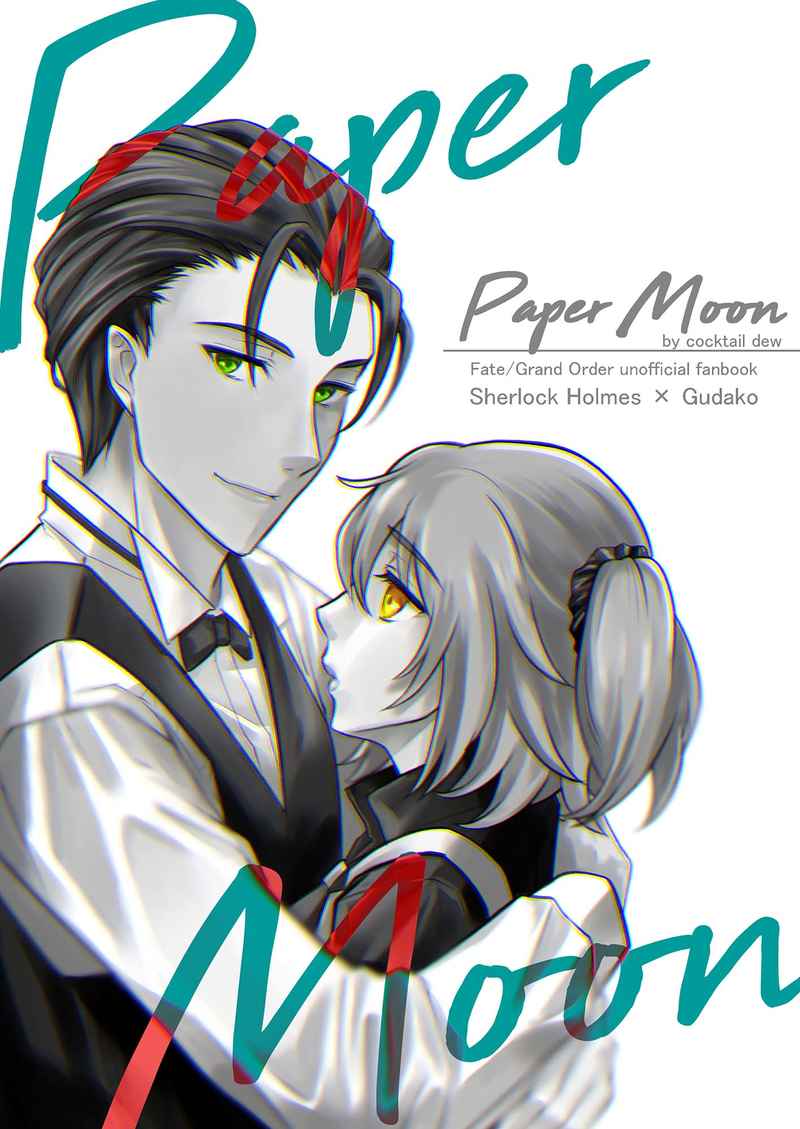 Paper
Paper Moon
by cocktail dew
Fate/Grand Order unofficial fanbook
Sherlock Holmes × Gudako
Moon